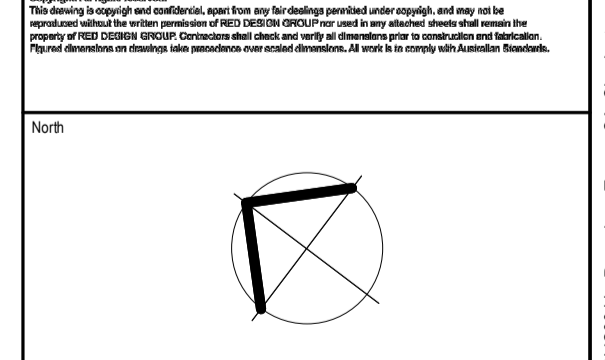 This drawing is copyrigh and confidential, apart from any fair dealings permitted under copyrigh, and may not be
reproduced without the written permission of RED DESIGN GROUP nor used in any attached sheets shall remain the
property of RED DESIGN GROUP. Contractors shall check and verify all dimensions prior to construction and fabrication.
Figured dimensions on drawings take precedence over scaled dimensions. All work is to comply with Australian Standards.
North